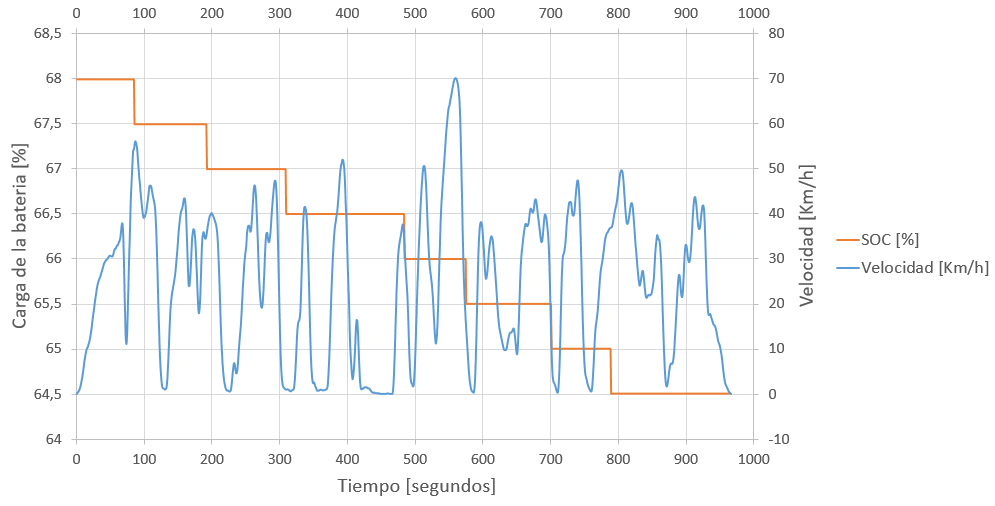 0 100 200 300 400 500 600 700 800 900 1000
68,5 80
68 70
67,5 60
67 50
66,5 40
66 30
65,5 20
65 10
64,5 0
64 -10
Carga de la bateria [%]
Velocidad [Km/h]
SOC [%]
Velocidad [Km/h]
0 100 200 300 400 500 600 700 800 900 1000
Tiempo [segundos]